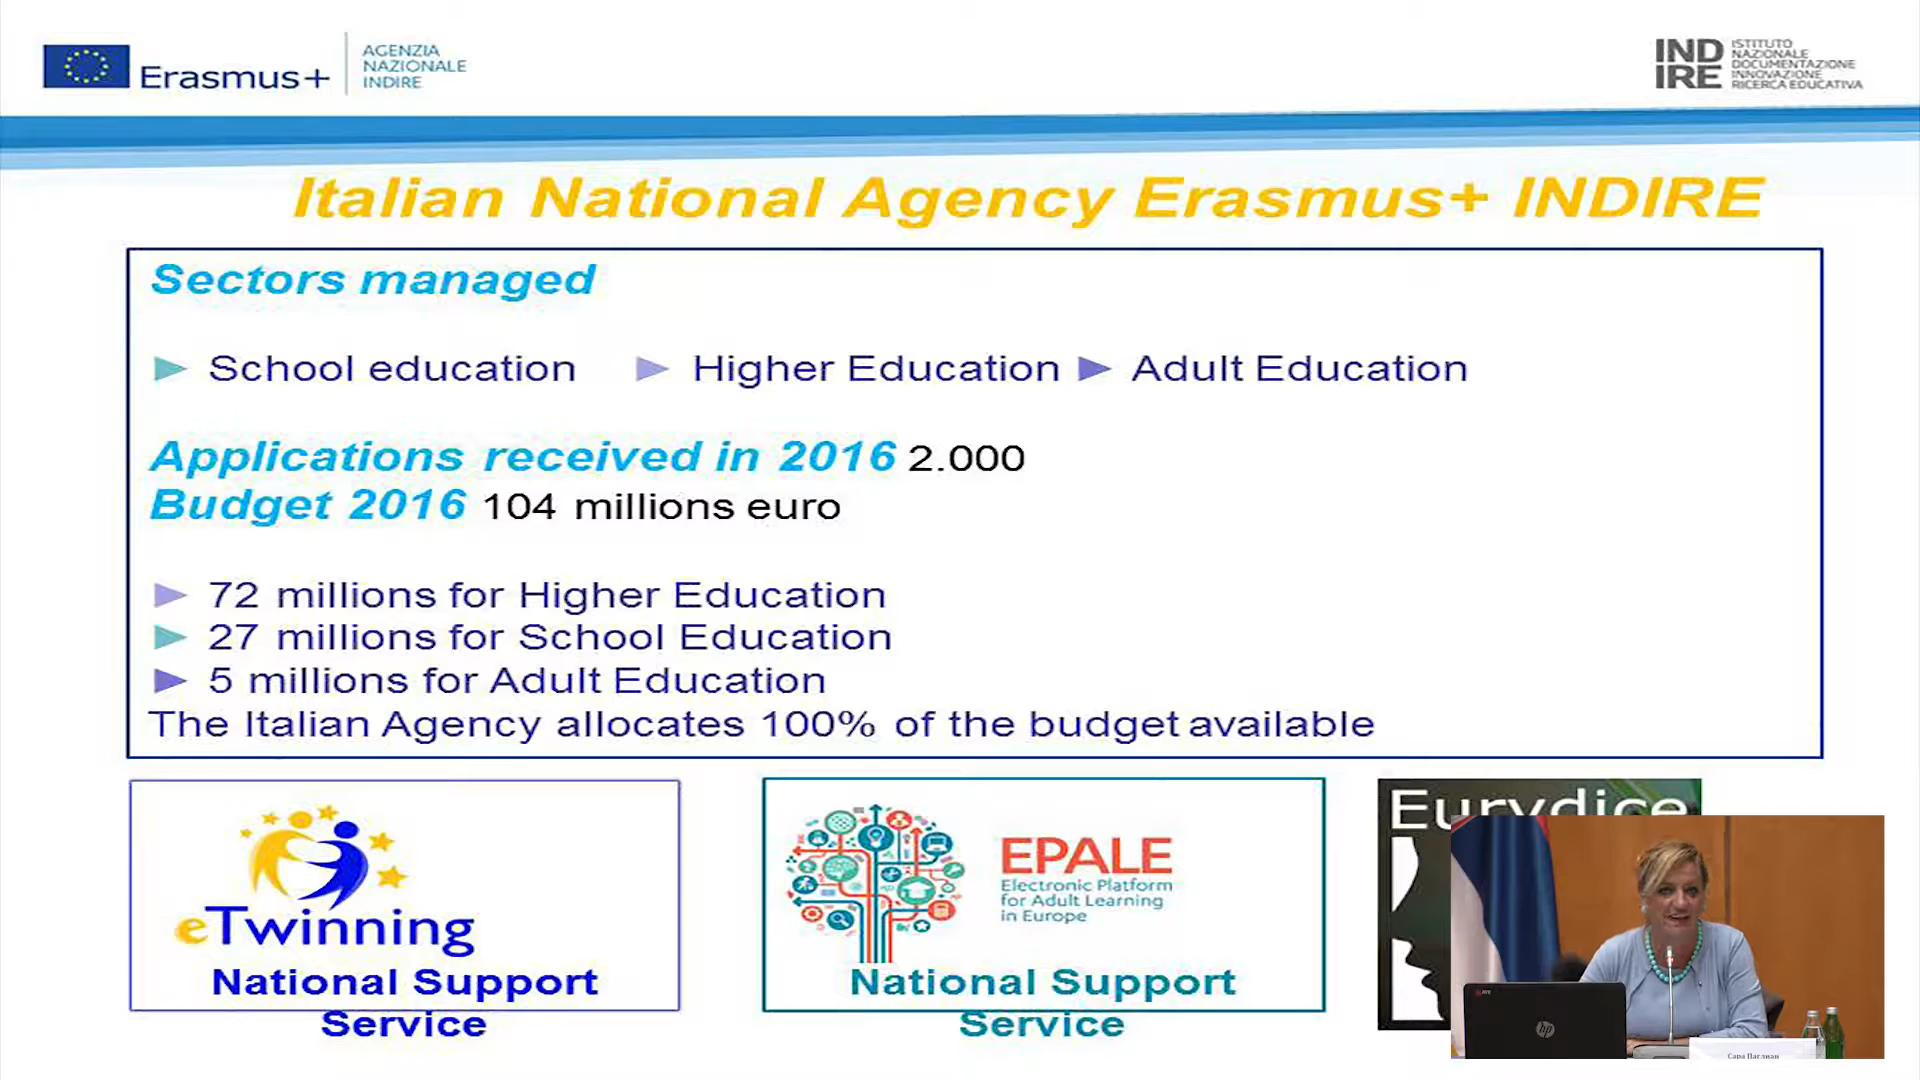 Erasmus+
AGENZIA
NAZIONALE
INDIRE
IND
IRE
ISTITUTO
NAZIONALE
DOCUMENTAZIONE
INNOVAZIONE
RICERCA EDUCATIVA
Italian National Agency Erasmus+ INDIRE
Sectors managed
School education Higher Education Adult Education
Applications received in 2016 2.000
Budget 2016 104 millions euro
72 millions for Higher Education
27 millions for School Education
5 millions for Adult Education
The Italian Agency allocates 100% of the budget available
eTwinning
National Support
Service
EPALE
Electronic Platform
for Adult Learning
in Europe
National Support
Service
Eurydice
hp
Сара Паглиаи